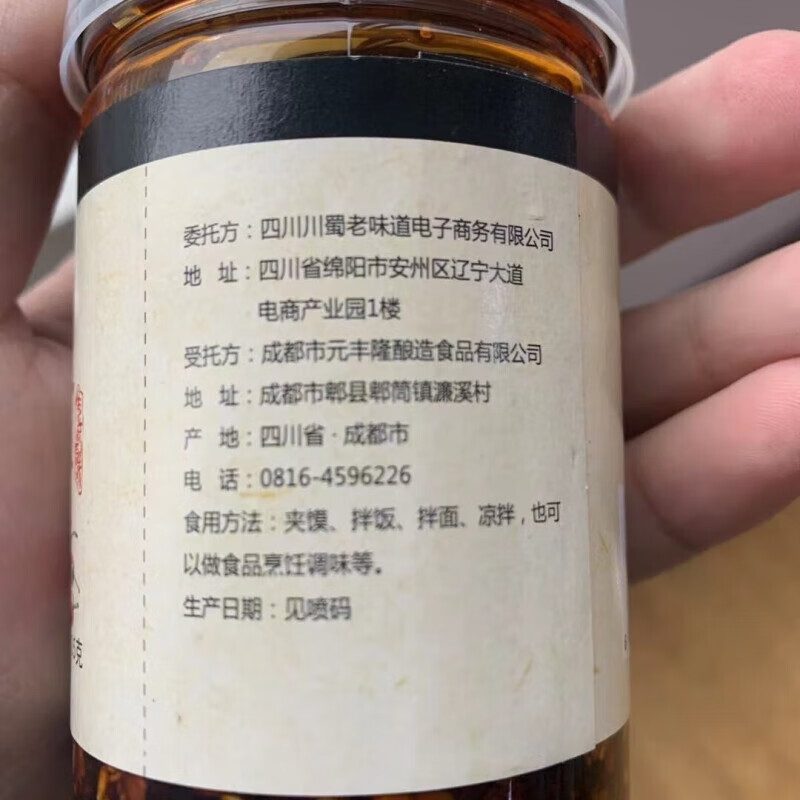 委托方：四川川蜀老味道电子商务有限公司
地 址：四川省绵阳市安州区辽宁大道
电商产业园1楼
受托方：成都市元丰隆酿造食品有限公司
地 址：成都市郫县郫筒镇濂溪村
产 地：四川省·成都市
电 话：0816-4596226
食用方法：夹馍、拌饭、拌面、凉拌，也可
以做食品烹饪调味等。
生产日期：见喷码
克